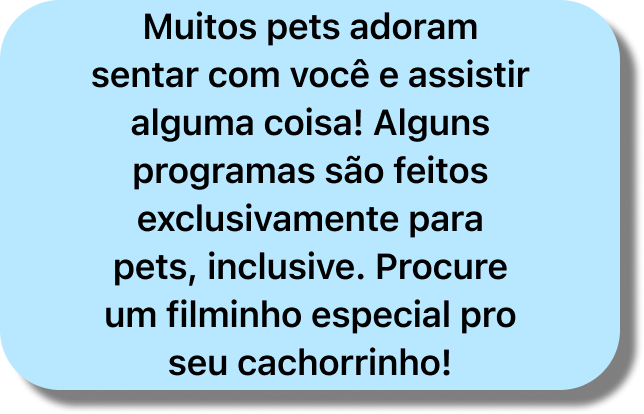 Muitos pets adoram
sentar com você e assistir
alguma coisa! Alguns
programas são feitos
exclusivamente para
pets, inclusive. Procure
um filminho especial pro
seu cachorrinho!